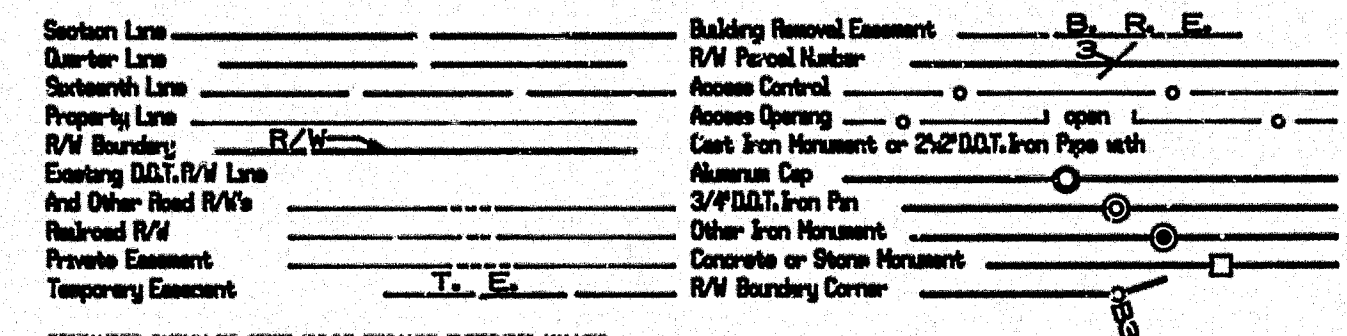 Section Line
Quarter Line
Sixteenth Line
Property Line
R/W Boundary R/W
Existing D.O.T. R/W Line
And Other Road R/W's
Railroad R/W
Private Easement
Temporary Easement T. E.
Building Removal Easement B. R. E.
R/W Parcel Number 3
Access Control
Access Opening open
Cast Iron Monument or 2½x2' D.O.T. Iron Pipe with
Aluminum Cap
3/4" D.O.T. Iron Pin
Other Iron Monument
Concrete or Stone Monument
R/W Boundary Corner